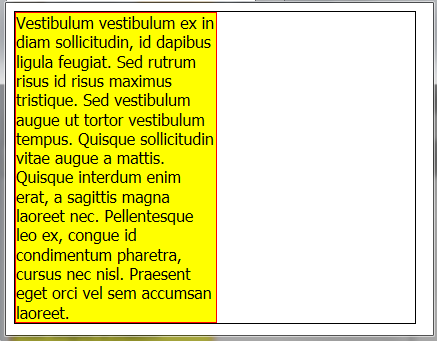 Vestibulum vestibulum ex in
diam sollicitudin, id dapibus
ligula feugiat. Sed rutrum
risus id risus maximus
tristique. Sed vestibulum
augue ut tortor vestibulum
tempus. Quisque sollicitudin
vitae augue a mattis.
Quisque interdum enim
erat, a sagittis magna
laoreet nec. Pellentesque
leo ex, congue id
condimentum pharetra,
cursus nec nisl. Praesent
eget orci vel sem accumsan
laoreet.